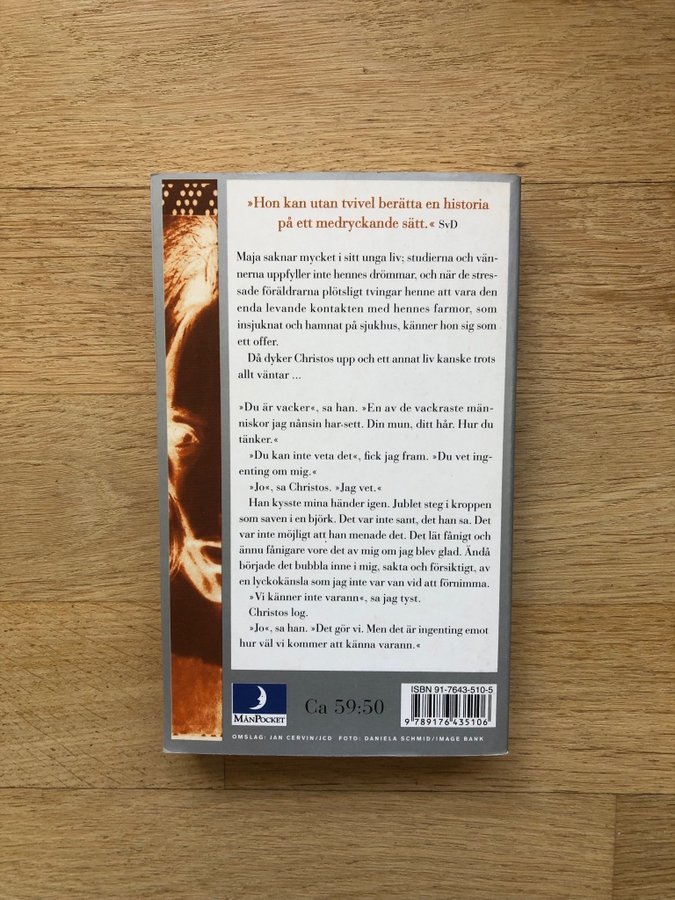 »Hon kan utan tvivel berätta en historia
på ett medryckande sätt.« SvD
Maja saknar mycket i sitt unga liv; studierna och vän-
nerna uppfyller inte hennes drömmar, och när de stres-
sade föräldrarna plötsligt tvingar henne att vara den
enda levande kontakten med hennes farmor, som
insjuknat och hamnat på sjukhus, känner hon sig som
ett offer.
Då dyker Christos upp och ett annat liv kanske trots
allt väntar ...
»Du är vacker«, sa han. »En av de vackraste män-
niskor jag nånsin har sett. Din mun, ditt hår. Hur du
tänker.«
»Du kan inte veta det«, fick jag fram. »Du vet ing-
enting om mig.«
»Jo«, sa Christos. »Jag vet.«
Han kysste mina händer igen. Jublet steg i kroppen
som saven i en björk. Det var inte sant, det han sa. Det
var inte möjligt att han menade det. Det lät fånigt och
ännu fånigare vore det av mig om jag blev glad. Ändå
började det bubbla inne i mig, sakta och försiktigt, av
en lyckokänsla som jag inte var van vid att förnimma.
»Vi känner inte varann«, sa jag tyst.
Christos log.
»Jo«, sa han. »Det gör vi. Men det är ingenting emot
hur väl vi kommer att känna varann.«
MånPocket
Ca 59:50
ISBN 91-7643-510-5
9 789176 435106
OMSLAG: JAN CERVIN/JCD FOTO: DANIELA SCHMID/IMAGE BANK